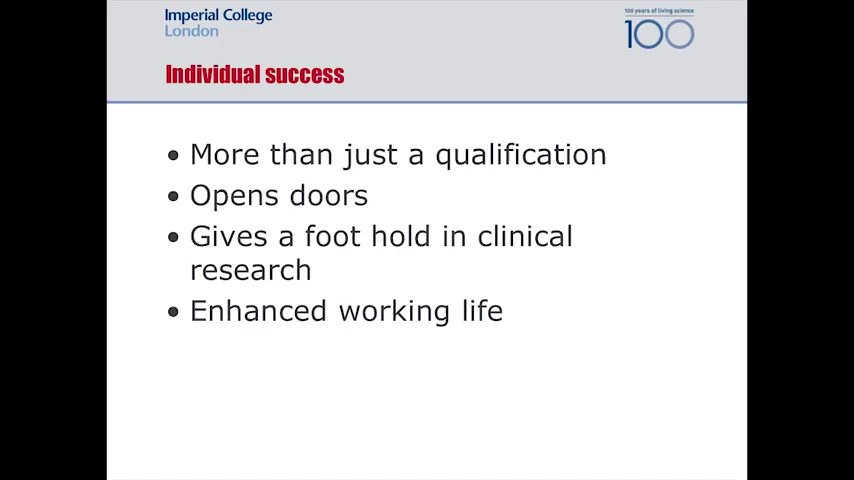 Imperial College
London
100 years of living science
100
Individual success
• More than just a qualification
• Opens doors
• Gives a foot hold in clinical
research
• Enhanced working life